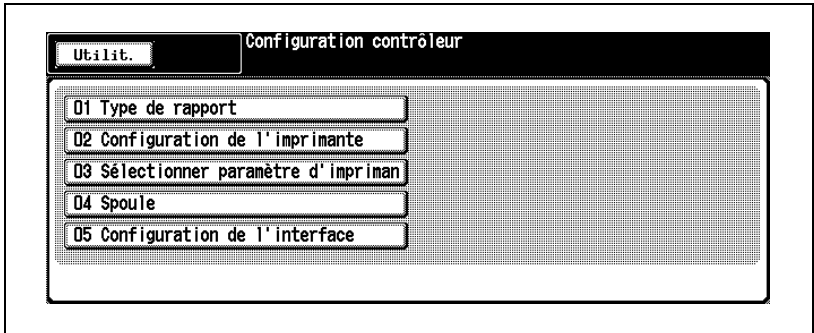 Utilit.
Configuration contrôleur
01 Type de rapport
02 Configuration de l'imprimante
03 Sélectionner paramètre d'impriman
04 Spoule
05 Configuration de l'interface